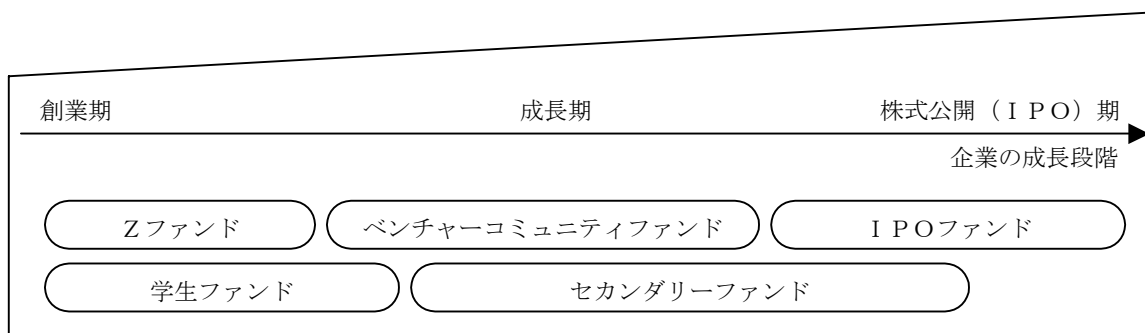 創業期 成長期 株式公開（ＩＰＯ）期
企業の成長段階
Ｚファンド ベンチャーコミュニティファンド ＩＰＯファンド
学生ファンド セカンダリーファンド